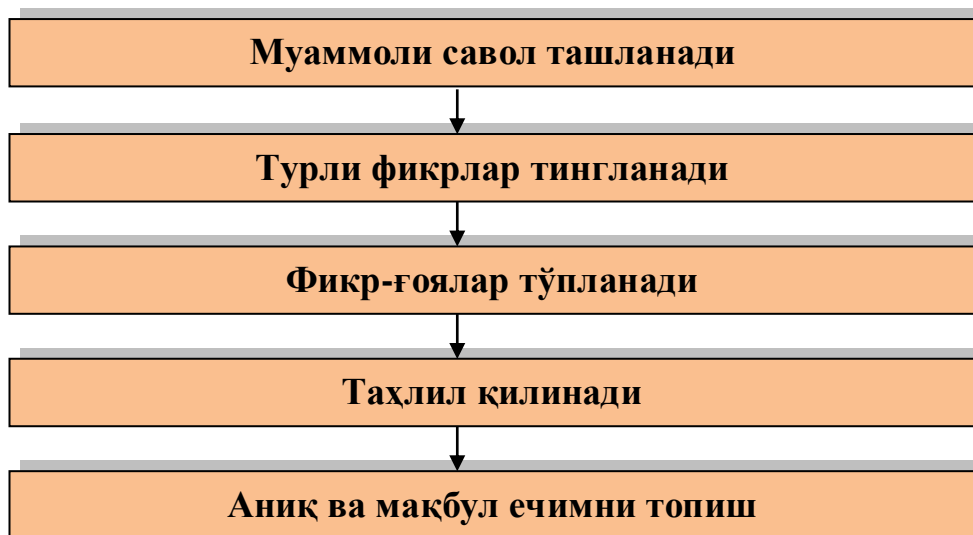 Муаммоли савол ташланади
Турли фикрлар тингланади
Фикр-ғоялар тўпланади
Таҳлил қилинади
Аниқ ва мақбул ечимни топиш